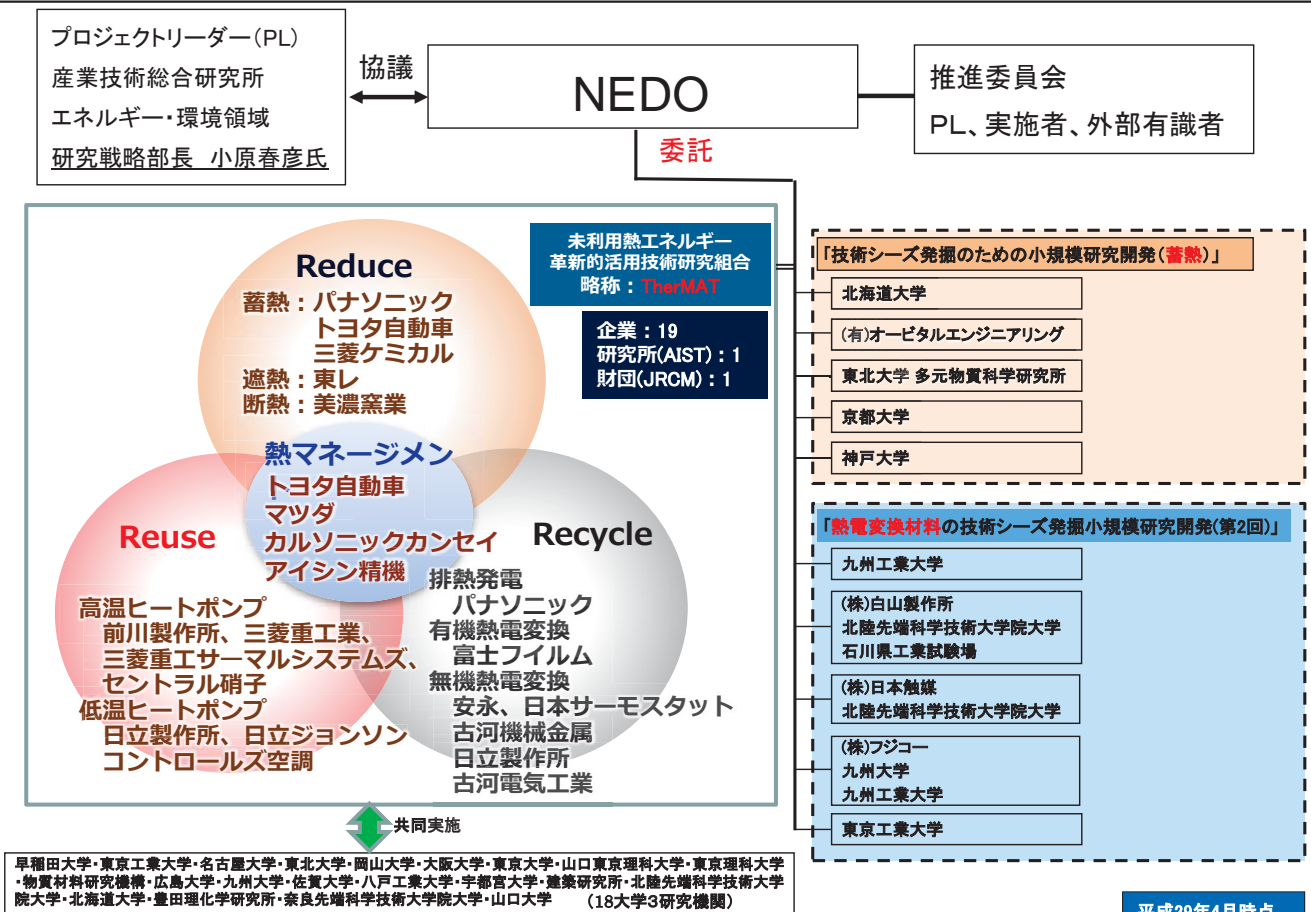 プロジェクトリーダー(PL)
産業技術総合研究所
エネルギー・環境領域
研究戦略部長 小原春彦氏
協議
NEDO
推進委員会
PL、実施者、外部有識者
委託
未利用熱エネルギー
革新的活用技術研究組合
略称：TherMAT
企業：19
研究所(AIST)：1
財団(JRCM)：1
Reduce
蓄熱：パナソニック
トヨタ自動車
三菱ケミカル
遮熱：東レ
断熱：美濃窯業
熱マネージメン
トヨタ自動車
マツダ
カルソニックカンセイ
アイシン精機
Reuse
高温ヒートポンプ
前川製作所、三菱重工業、
三菱重工サーマルシステムズ、
セントラル硝子
低温ヒートポンプ
日立製作所、日立ジョンソン
コントロールズ空調
Recycle
排熱発電
パナソニック
有機熱電変換
富士フイルム
無機熱電変換
安永、日本サーモスタット
古河機械金属
日立製作所
古河電気工業
共同実施
早稲田大学・東京工業大学・名古屋大学・東北大学・岡山大学・大阪大学・東京大学・山口東京理科大学・東京理科大学
・物質材料研究機構・広島大学・九州大学・佐賀大学・八戸工業大学・宇都宮大学・建築研究所・北陸先端科学技術大学
院大学・北海道大学・豊田理化学研究所・奈良先端科学技術大学院大学・山口大学 (18大学3研究機関)
「技術シーズ発掘のための小規模研究開発(蓄熱)」
北海道大学
(有)オービタルエンジニアリング
東北大学 多元物質科学研究所
京都大学
神戸大学
「熱電変換材料の技術シーズ発掘小規模研究開発(第2回)」
九州工業大学
(株)白山製作所
北陸先端科学技術大学院大学
石川県工業試験場
(株)日本触媒
北陸先端科学技術大学院大学
(株)フジコー
九州大学
九州工業大学
東京工業大学
平成29年4月時点